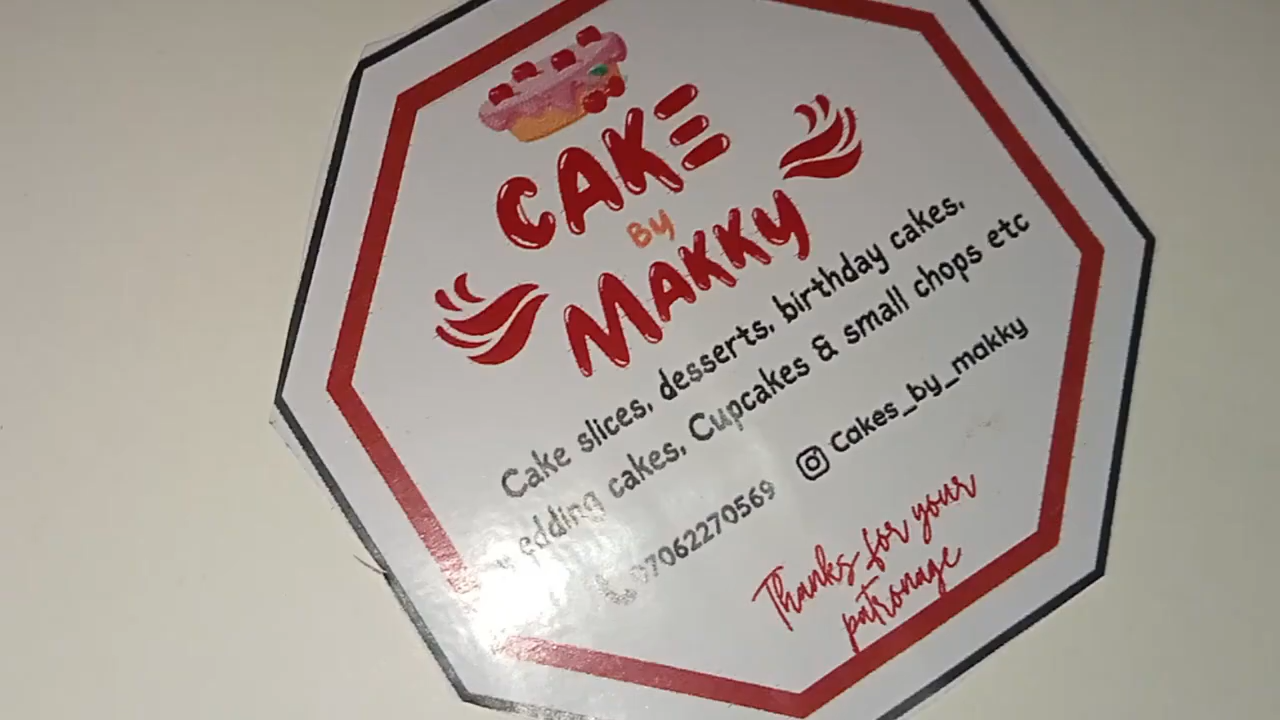 CAKE
BY
MAKKY
Cake slices, desserts, birthday cakes,
Wedding cakes, Cupcakes & small chops etc
07062270569 Cakes_by_makky
Thanks for your
patronage